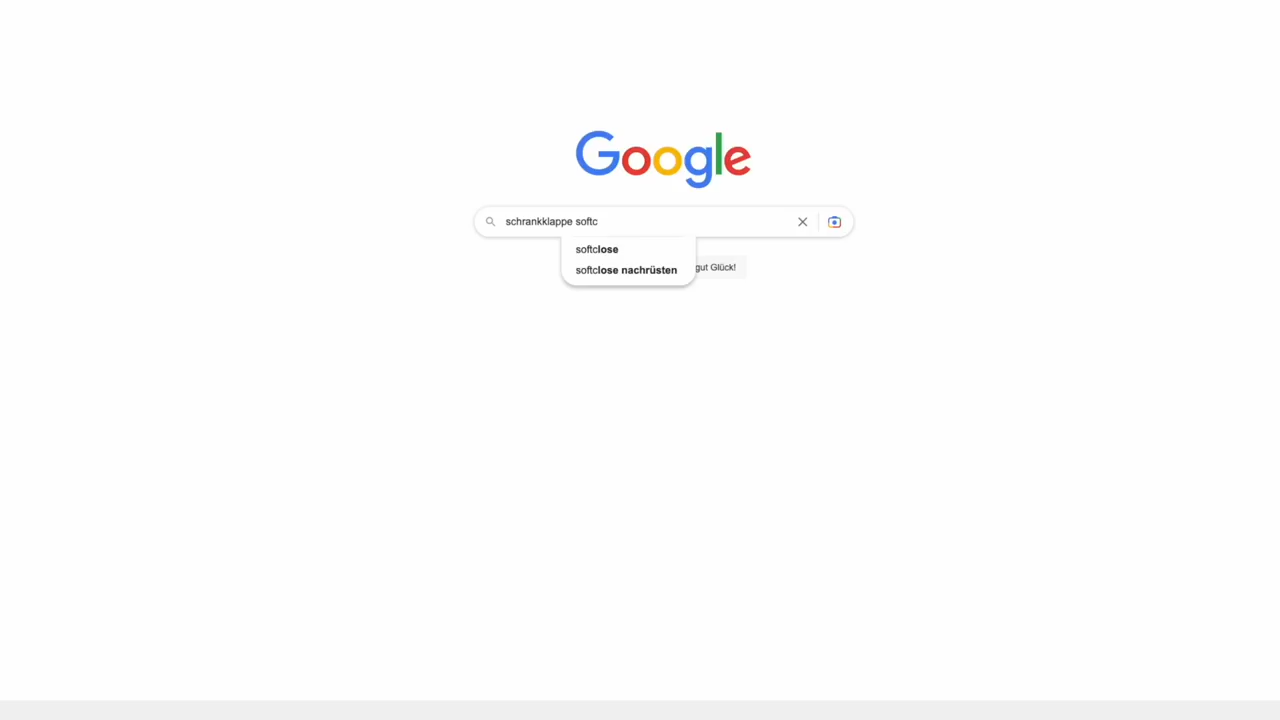 Google
schrankklappe softc
softclose
softclose nachrüsten
gut Glück!